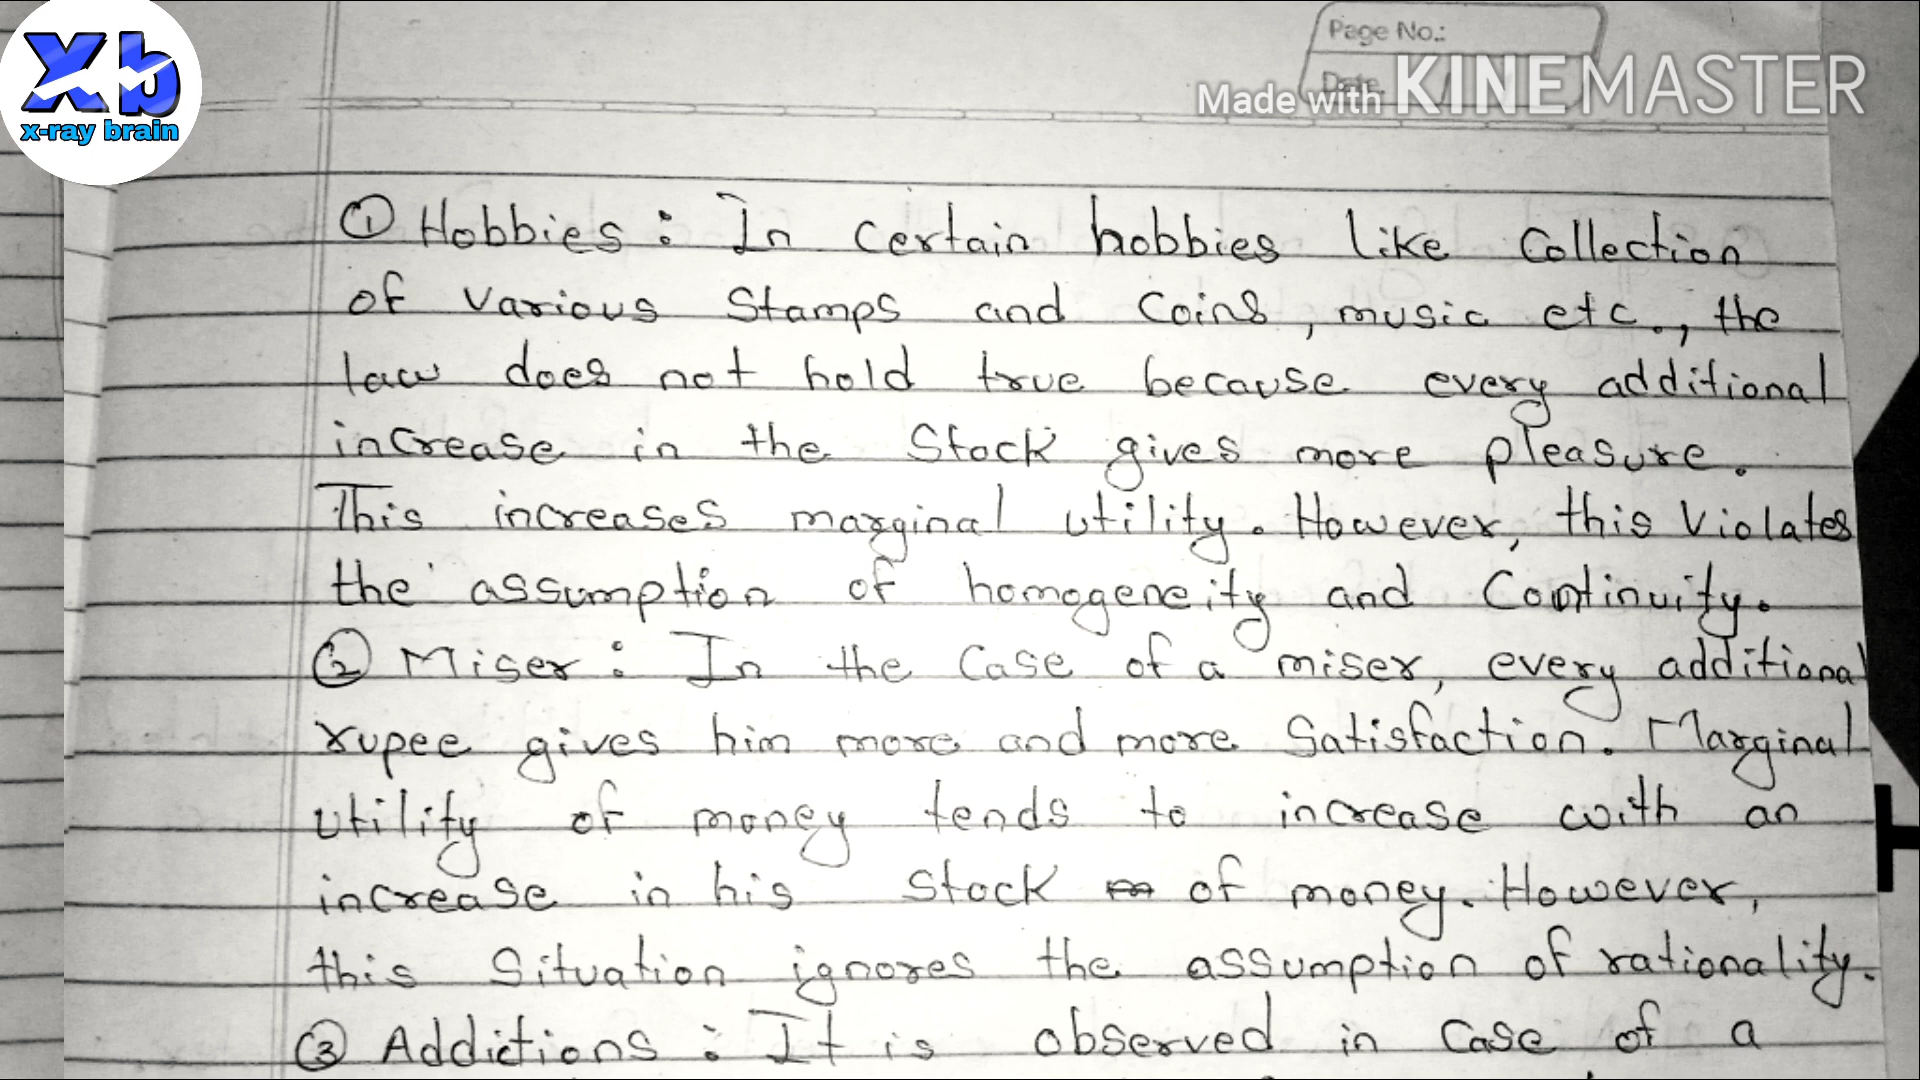 Xb
x-ray brain
Page No.:
Date
Made with KINEMASTER
① Hobbies : In certain hobbies like Collection
of various Stamps and Coins, music etc., the
law does not hold true because every additional
increase in the Stock gives more pleasure.
This increases marginal utility. However, this Violates
the assumption of homogeneity and Continuity.
② Miser : In the Case of a miser, every additional
rupee gives him more and more Satisfaction. Marginal
utility of money tends to increase with an
increase in his Stock of money. However,
this Situation ignores the assumption of rationality.
③ Addictions : It is observed in Case of a